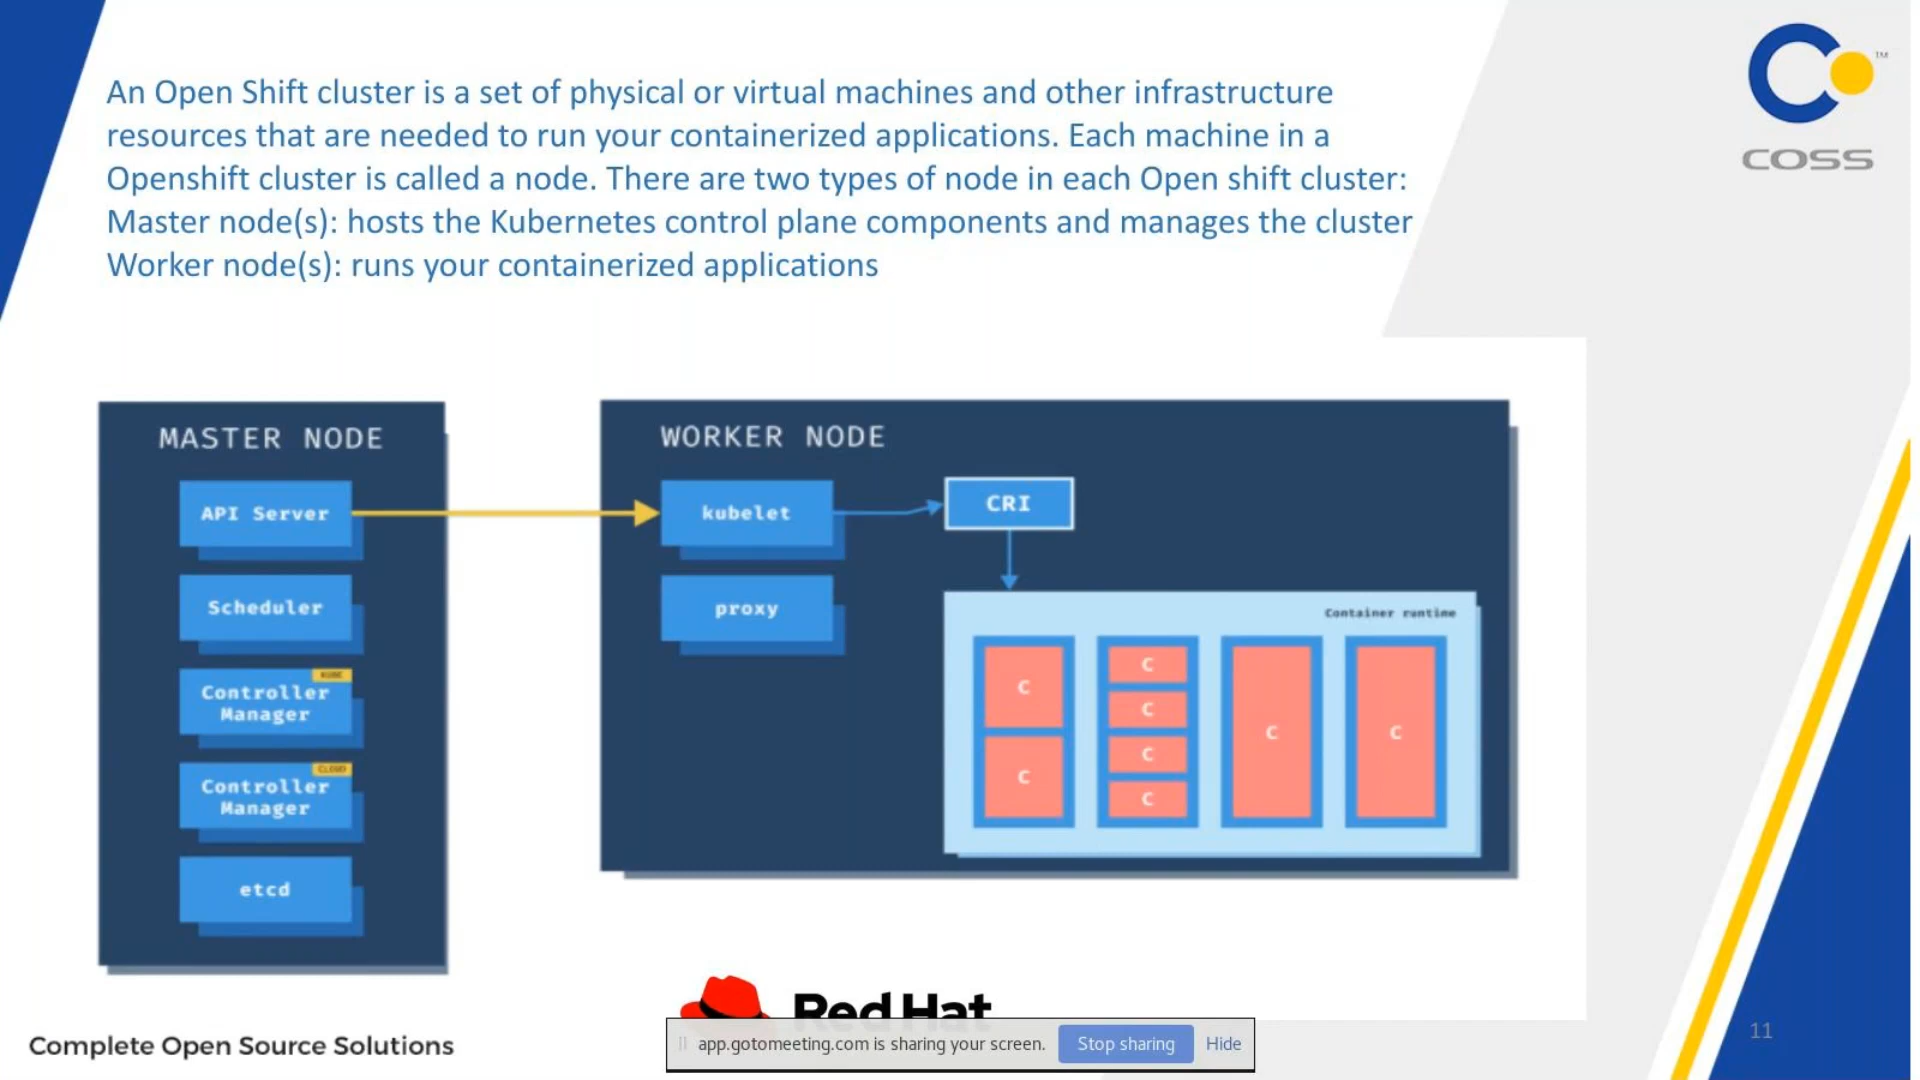 An Open Shift cluster is a set of physical or virtual machines and other infrastructure
resources that are needed to run your containerized applications. Each machine in a
Openshift cluster is called a node. There are two types of node in each Open shift cluster:
Master node(s): hosts the Kubernetes control plane components and manages the cluster
Worker node(s): runs your containerized applications
TM
COSS
MASTER NODE
API Server
Scheduler
KUBE
Controller
Manager
CLOUD
Controller
Manager
etcd
WORKER NODE
kubelet
proxy
CRI
Container runtime
C
C
C
C
C
C
C
C
Red Hat
Complete Open Source Solutions
app.gotomeeting.com is sharing your screen.
Stop sharing
Hide
11